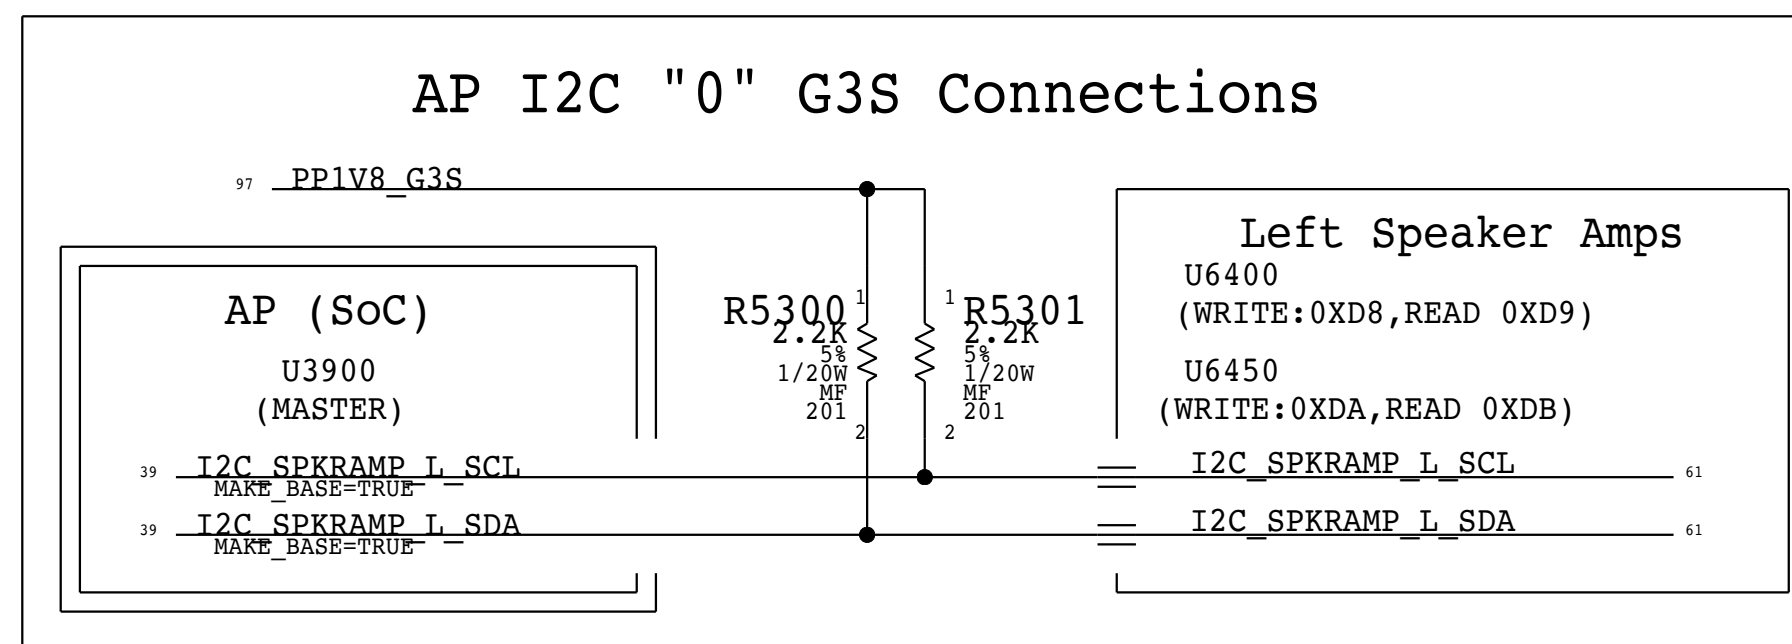 AP I2C "0" G3S Connections
97 PP1V8_G3S
Left Speaker Amps
U6400
(WRITE:0XD8,READ 0XD9)
U6450
(WRITE:0XDA,READ 0XDB)
AP (SoC)
U3900
(MASTER)
1
R5300
2.2K
5%
1/20W
MF
201
2
1
R5301
2.2K
5%
1/20W
MF
201
2
39 I2C_SPKRAMP_L_SCL
MAKE_BASE=TRUE
I2C_SPKRAMP_L_SCL 61
39 I2C_SPKRAMP_L_SDA
MAKE_BASE=TRUE
I2C_SPKRAMP_L_SDA 61